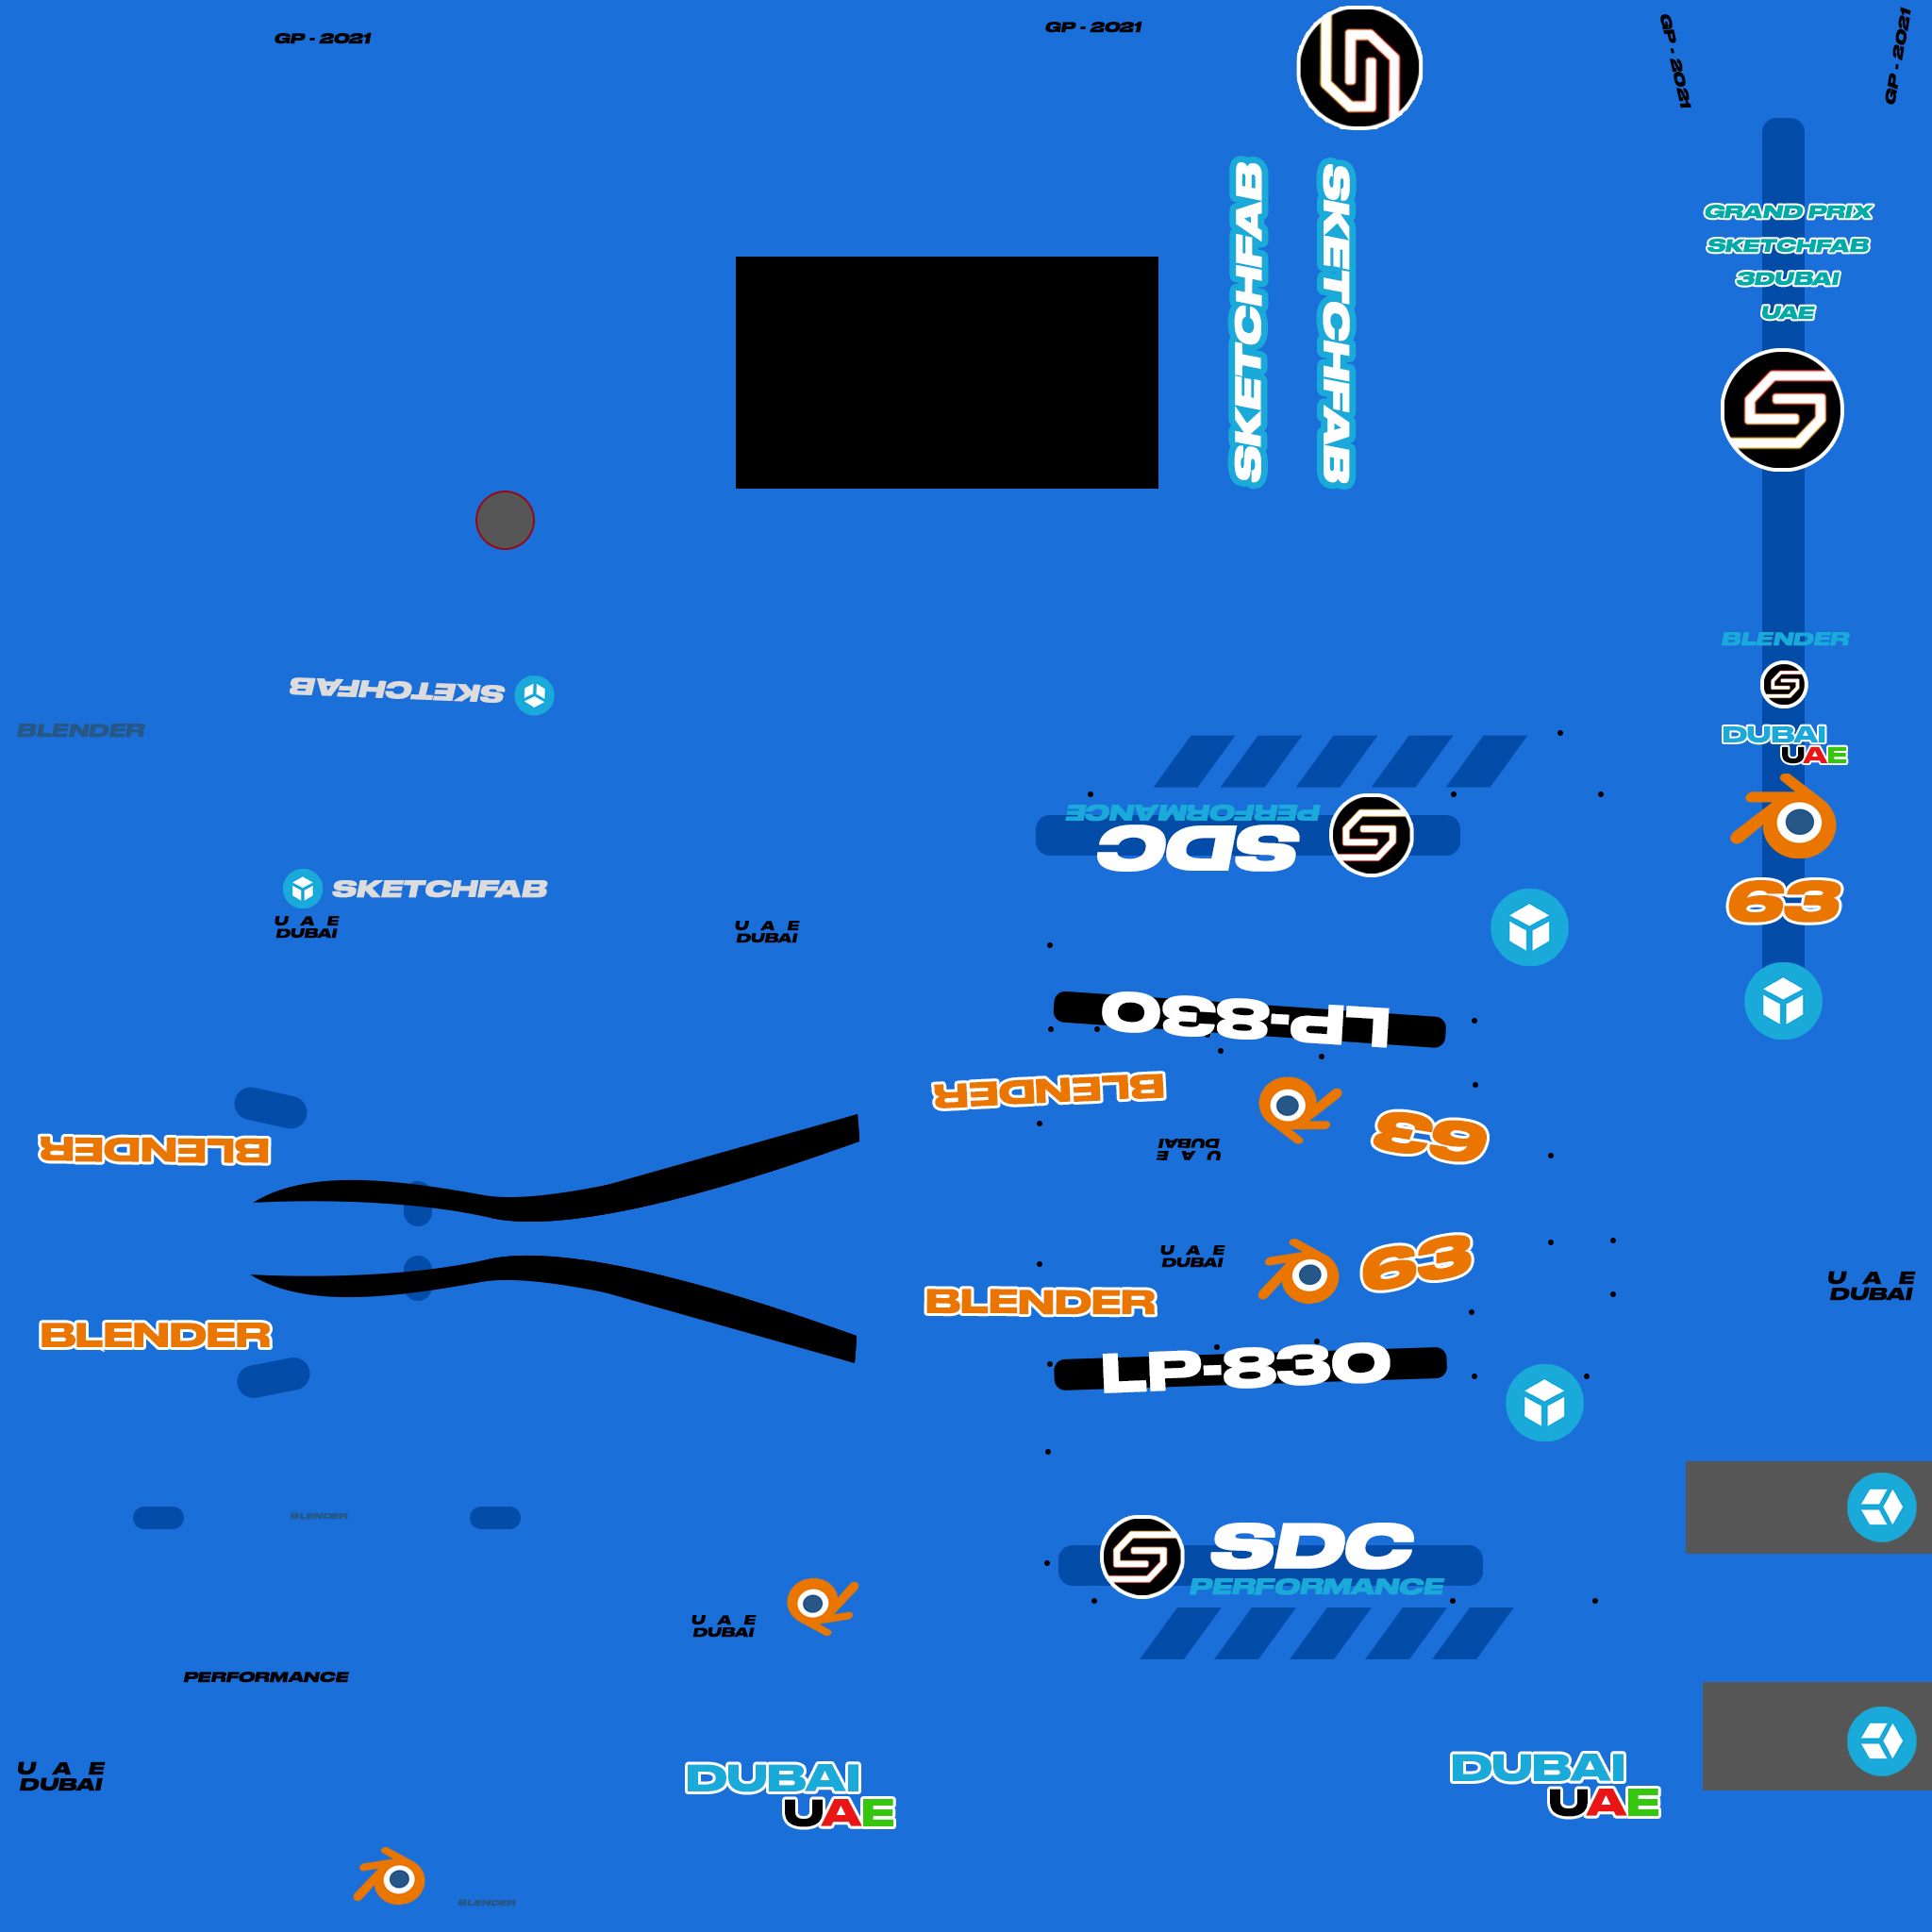 GP - 2021
GP - 2021
GP - 2021
GP - 2021
SKETCHFAB
SKETCHFAB
GRAND PRIX
SKETCHFAB
3DUBAI
UAE
BLENDER
SKETCHFAB
BLENDER
DUBAI
UAE
PERFORMANCE
SDC
SKETCHFAB
63
U A E
DUBAI
U A E
DUBAI
LP-830
BLENDER
63
BLENDER
U A E
DUBAI
U A E
DUBAI
63
U A E
DUBAI
BLENDER
BLENDER
LP-830
BLENDER
SDC
PERFORMANCE
U A E
DUBAI
PERFORMANCE
U A E
DUBAI
DUBAI
UAE
DUBAI
UAE
BLENDER